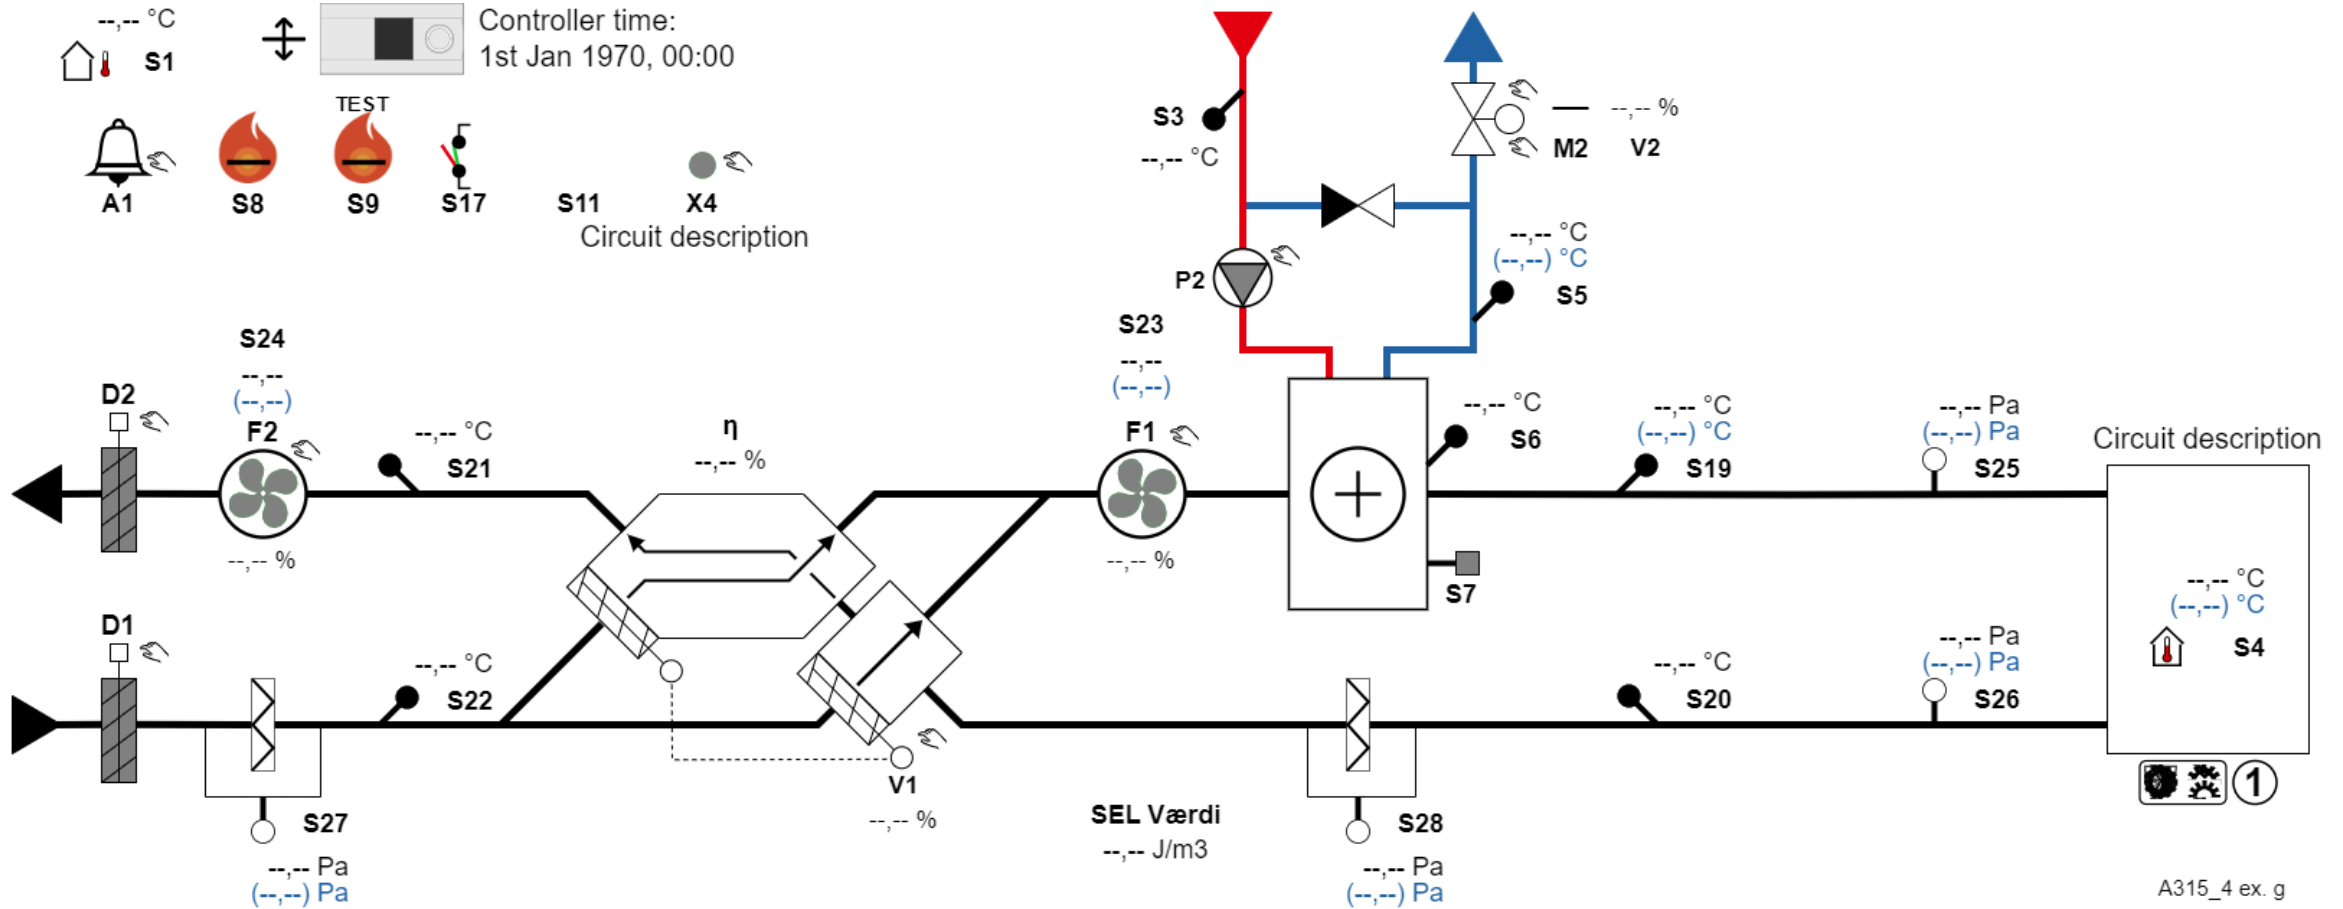 --,-- °C
S1
Controller time:
1st Jan 1970, 00:00
TEST
A1
S8
S9
S17
S11
X4
Circuit description
S3
--,-- °C
--,-- %
M2
V2
--,-- °C
(--,--) °C
S5
P2
S24
--,--
(--,--)
F2
--,-- %
D2
--,-- °C
S21
η
--,-- %
S23
--,--
(--,--)
F1
--,-- %
--,-- °C
S6
S7
--,-- °C
(--,--) °C
S19
--,-- Pa
(--,--) Pa
S25
Circuit description
--,-- °C
(--,--) °C
S4
1
D1
--,-- °C
S22
S27
--,-- Pa
(--,--) Pa
V1
--,-- %
SEL Værdi
--,-- J/m3
S28
--,-- Pa
(--,--) Pa
--,-- °C
S20
--,-- Pa
(--,--) Pa
S26
A315_4 ex. g